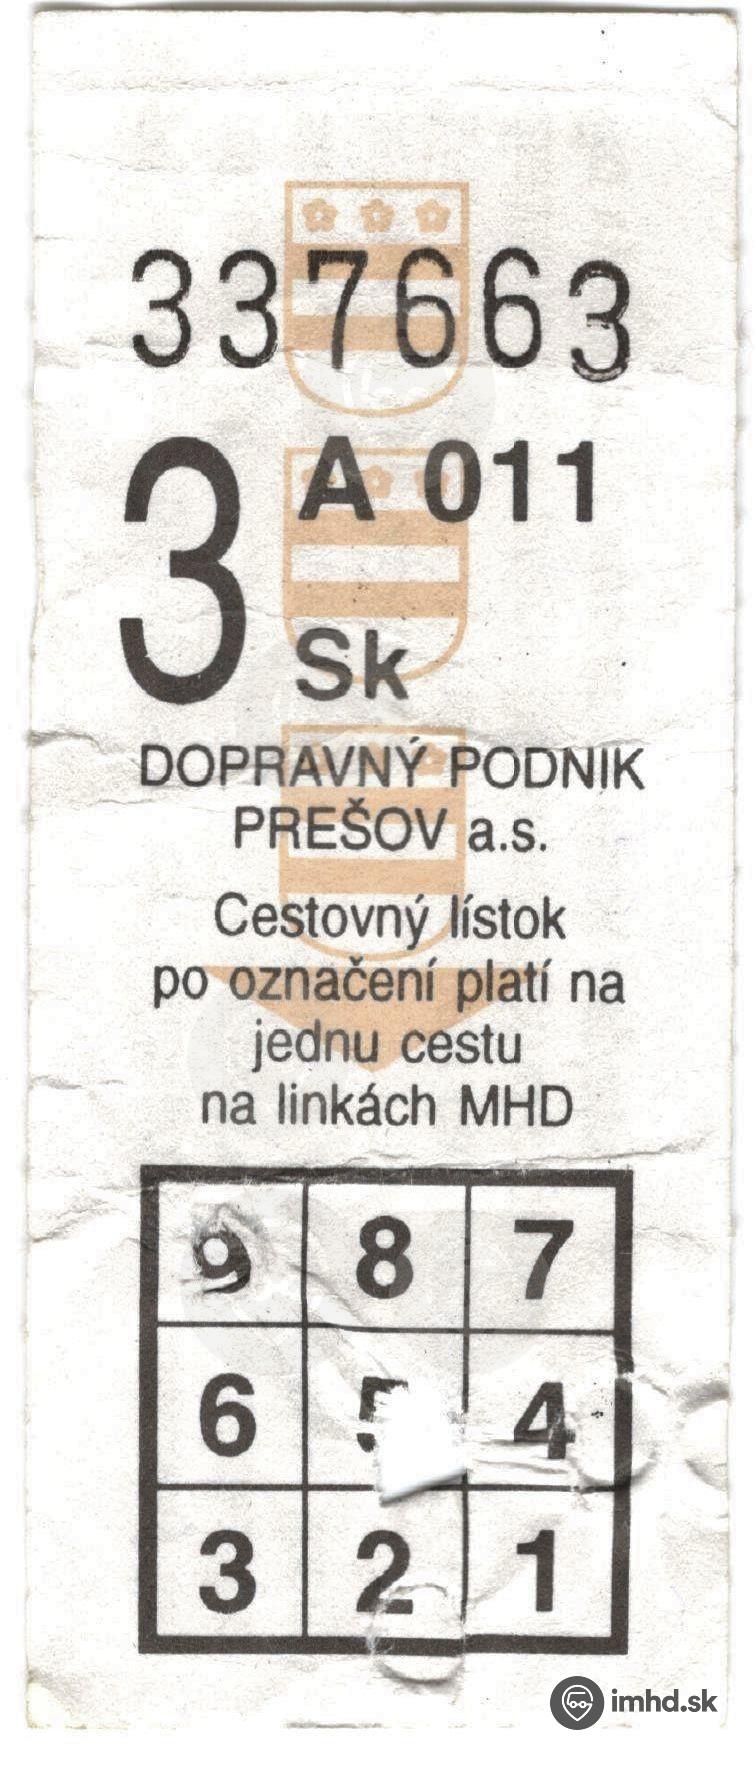 337663
3 A 011
Sk
DOPRAVNÝ PODNIK
PREŠOV a.s.
Cestovný lístok
po označení platí na
jednu cestu
na linkách MHD
9 8 7
6 5 4
3 2 1
imhd.sk